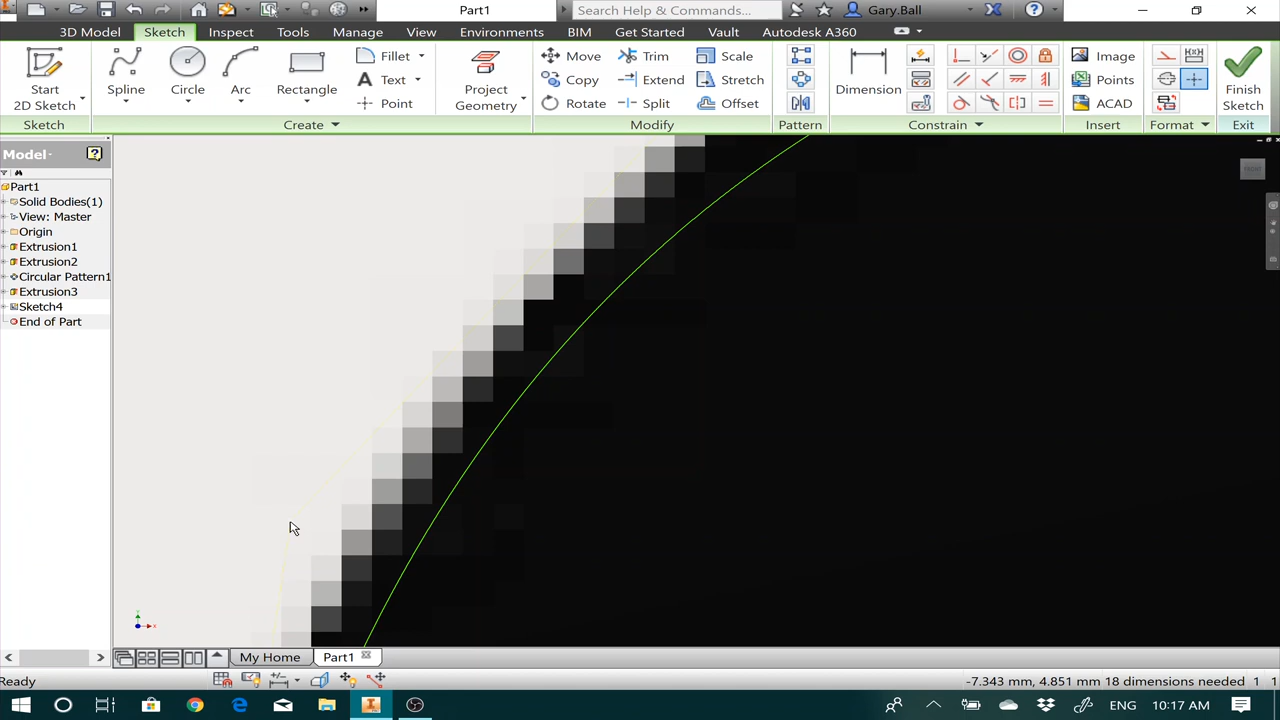 Part1
Search Help & Commands...
Gary.Ball
3D Model Sketch Inspect Tools Manage View Environments BIM Get Started Vault Autodesk A360
Start
2D Sketch
Spline
Circle
Arc
Rectangle
Fillet
Text
Point
Project
Geometry
Move Trim Scale
Copy Extend Stretch
Rotate Split Offset
Dimension
Image
Points
ACAD
Finish
Sketch
Sketch Create Modify Pattern Constrain Insert Format Exit
Model
Part1
Solid Bodies(1)
View: Master
Origin
Extrusion1
Extrusion2
Circular Pattern1
Extrusion3
Sketch4
End of Part
FRONT
My Home Part1
Ready
-7.343 mm, 4.851 mm 18 dimensions needed 1 1
ENG 10:17 AM